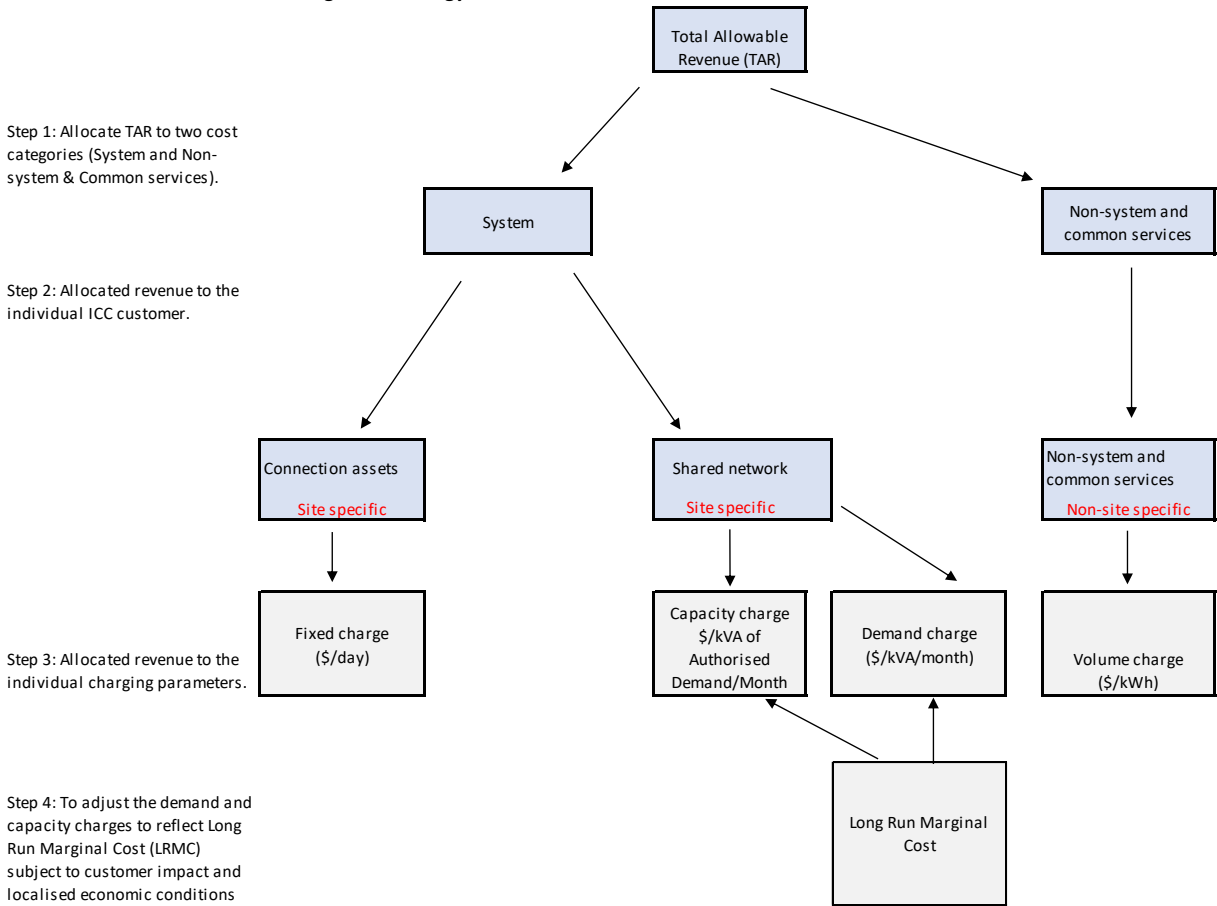 Total Allowable
Revenue (TAR)
Step 1: Allocate TAR to two cost
categories (System and Non-
system & Common services).
System
Non-system and
common services
Step 2: Allocated revenue to the
individual ICC customer.
Connection assets
Site specific
Shared network
Site specific
Non-system and
common services
Non-site specific
Fixed charge
($/day)
Capacity charge
$/kVA of
Authorised
Demand/Month
Demand charge
($/kVA/month)
Volume charge
($/kWh)
Step 3: Allocated revenue to the
individual charging parameters.
Step 4: To adjust the demand and
capacity charges to reflect Long
Run Marginal Cost (LRMC)
subject to customer impact and
localised economic conditions
Long Run Marginal
Cost